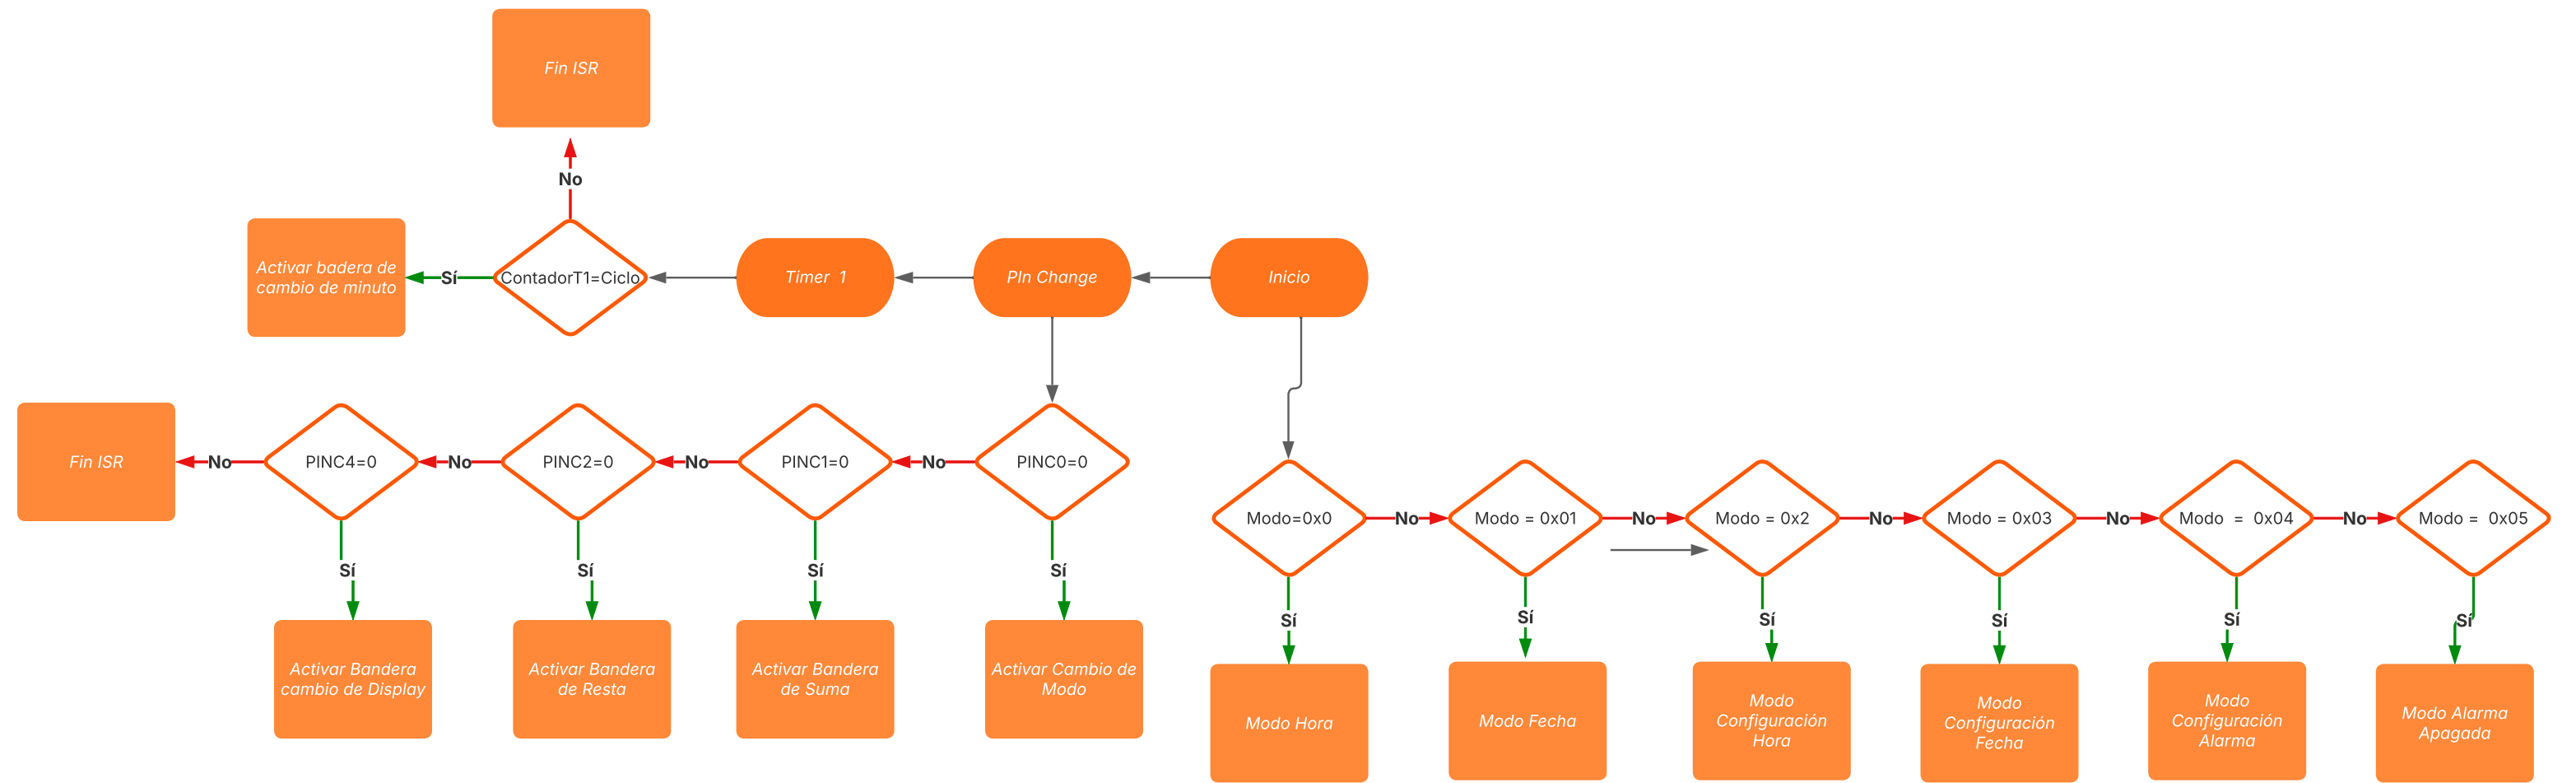 Fin ISR
No
Activar badera de
cambio de minuto
Sí
ContadorT1=Ciclo
Timer 1
PIn Change
Inicio
Fin ISR
No
PINC4=0
No
PINC2=0
No
PINC1=0
No
PINC0=0
Modo=0x0
No
Modo = 0x01
No
Modo = 0x2
No
Modo = 0x03
No
Modo = 0x04
No
Modo = 0x05
Sí
Sí
Sí
Sí
Sí
Sí
Sí
Sí
Sí
Sí
Activar Bandera
cambio de Display
Activar Bandera
de Resta
Activar Bandera
de Suma
Activar Cambio de
Modo
Modo Hora
Modo Fecha
Modo
Configuración
Hora
Modo
Configuración
Fecha
Modo
Configuración
Alarma
Modo Alarma
Apagada